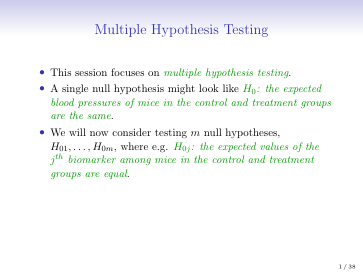 Multiple Hypothesis Testing
• This session focuses on multiple hypothesis testing.
• A single null hypothesis might look like H₀: the expected
blood pressures of mice in the control and treatment groups
are the same.
• We will now consider testing m null hypotheses,
H₀₁, . . . , H₀ₘ, where e.g. H₀ⱼ: the expected values of the
jᵗʰ biomarker among mice in the control and treatment
groups are equal.
1 / 38